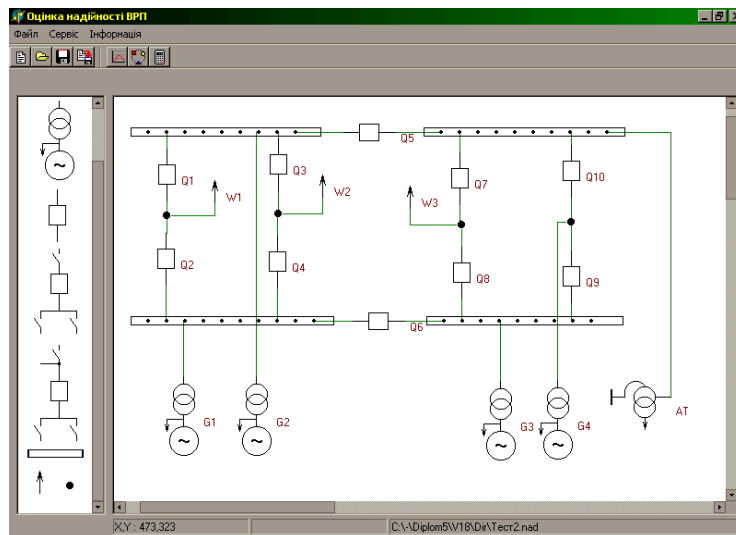 Оцінка надійності ВРП
Файл Сервіс Інформація
Q5
Q1
Q3
Q7
Q10
W1
W2
W3
Q2
Q4
Q8
Q9
Q6
G1
G2
G3
G4
AT
X,Y : 473,323
C:\-\Diplom5\V18\Dir\Тест2.nad